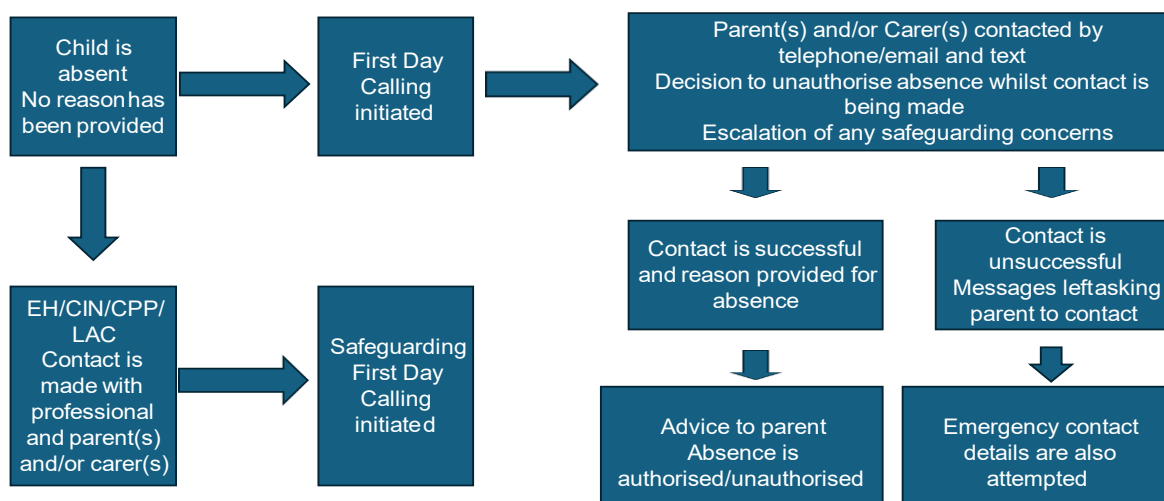 Child is
absent
No reason has
been provided
First Day
Calling
initiated
Parent(s) and/or Carer(s) contacted by
telephone/email and text
Decision to unauthorise absence whilst contact is
being made
Escalation of any safeguarding concerns
Contact is successful
and reason provided for
absence
Contact is
unsuccessful
Messages leftasking
parent to contact
EH/CIN/CPP/
LAC
Contact is
made with
professional
and parent(s)
and/or carer(s)
Safeguarding
First Day
Calling
initiated
Advice to parent
Absence is
authorised/unauthorised
Emergency contact
details are also
attempted